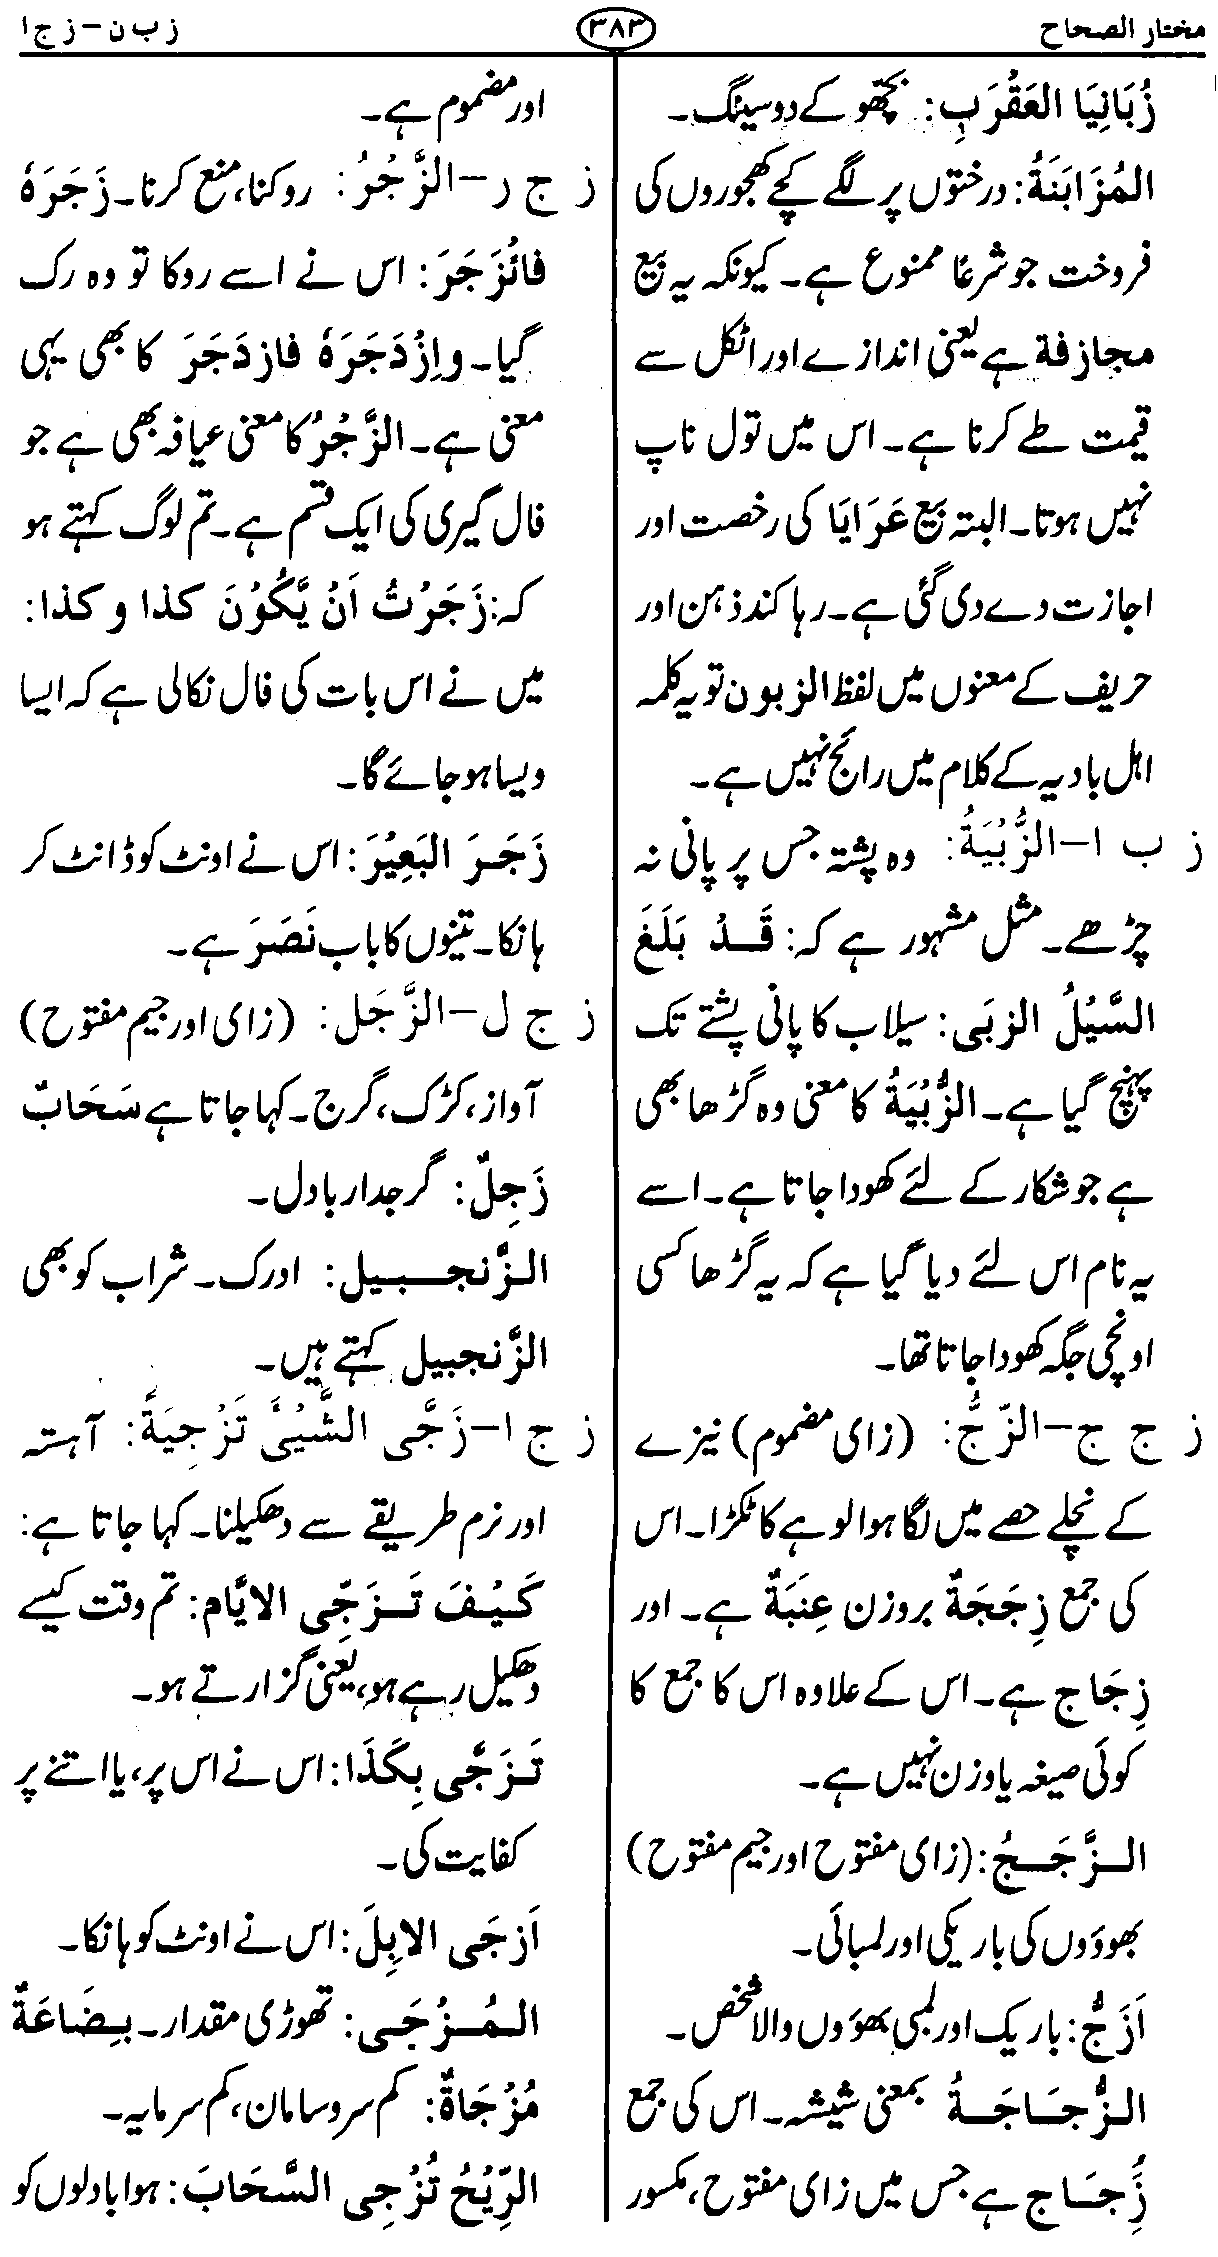 مختار الصحاح
۳۸۳
ز ب ن – ز ج ا
زُبَانِيَا العَقْرَبِ: بچھو کے دو سینگ۔
المُزَابَنَةُ: درختوں پر لگے کچے کھجوروں کی
فروخت جو شرعًا ممنوع ہے۔ کیونکہ یہ بیع
مجازفة ہے یعنی اندازے اور اٹکل سے
قیمت طے کرنا ہے۔ اس میں تول ناپ
نہیں ہوتا۔ البتہ بیع عَرَایَا کی رخصت اور
اجازت دے دی گئی ہے۔ رہا کند ذہن اور
حریف کے معنوں میں لفظ الزبون تو یہ کلمہ
اہل بادیہ کے کلام میں رائج نہیں ہے۔
ز ب ا – الزُّبْيَةُ: وہ پشتہ جس پر پانی نہ
چڑھے۔ مثل مشہور ہے کہ: قَدْ بَلَغَ
السَّيْلُ الزبَى: سیلاب کا پانی پشتے تک
پہنچ گیا ہے۔ الزُّبْيَةُ کا معنی وہ گڑھا بھی
ہے جو شکار کے لئے کھودا جاتا ہے۔ اسے
یہ نام اس لئے دیا گیا ہے کہ یہ گڑھا کسی
اونچی جگہ کھودا جاتا تھا۔
ز ج ج – الزّجُّ: (زای مضموم) نیزے
کے نچلے حصے میں لگا ہوا لوہے کا ٹکڑا۔ اس
کی جمع زِجَجَةٌ بروزن عِنَبَةٌ ہے۔ اور
زِجَاج ہے۔ اس کے علاوہ اس کا جمع کا
کوئی صیغہ یا وزن نہیں ہے۔
الزَّجَجُ: (زای مفتوح اور جیم مفتوح)
بھووں کی باریکی اور لمبائی۔
اَزَجُّ: باریک اور لمبی بھووں والا شخص۔
الزُّجَاجَةُ بمعنی شیشہ۔ اس کی جمع
زُِجَاج ہے جس میں زای مفتوح، مکسور
اور مضموم ہے۔
ز ج ر – الزَّجْرُ: روکنا، منع کرنا۔ زَجَرَهٗ
فانْزَجَرَ: اس نے اسے روکا تو وہ رک
گیا۔ وازْدَجَرَهٗ فازدَجَرَ کا بھی یہی
معنی ہے۔ الزَّجْرُ کا معنی عیافہ بھی ہے جو
فال گیری کی ایک قسم ہے۔ تم لوگ کہتے ہو
کہ: زَجَرْتُ اَنْ يَّكُوْنَ كذا و كذا:
میں نے اس بات کی فال نکالی ہے کہ ایسا
ویسا ہو جائے گا۔
زَجَرَ البَعِيْرَ: اس نے اونٹ کو ڈانٹ کر
ہانکا۔ تینوں کا باب نَصَرَ ہے۔
ز ج ل – الزَّجَل: (زای اور جیم مفتوح)
آواز، کڑک، گرج۔ کہا جاتا ہے سَحَابٌ
زَجِلٌ: گرجدار بادل۔
الزَّنجبيل: ادرک۔ شراب کو بھی
الزَّنجبيل کہتے ہیں۔
ز ج ا – زَجَّى الشَّيْئَ تَزْجِيَةً: آہستہ
اور نرم طریقے سے دھکیلنا۔ کہا جاتا ہے:
كَيْفَ تَزَجِّى الايَّام: تم وقت کیسے
دھکیل رہے ہو، یعنی گزارتے ہو۔
تَزَجَّى بِكَذَا: اس نے اس پر، یا اتنے پر
کفایت کی۔
اَزجَى الابِلَ: اس نے اونٹ کو ہانکا۔
المُزْجَى: تھوڑی مقدار۔ بِضَاعَةٌ
مُزْجَاةٌ: کم سروسامان، کم سرمایہ۔
الرِّيْحُ تُزْجِى السَّحَابَ: ہوا بادلوں کو